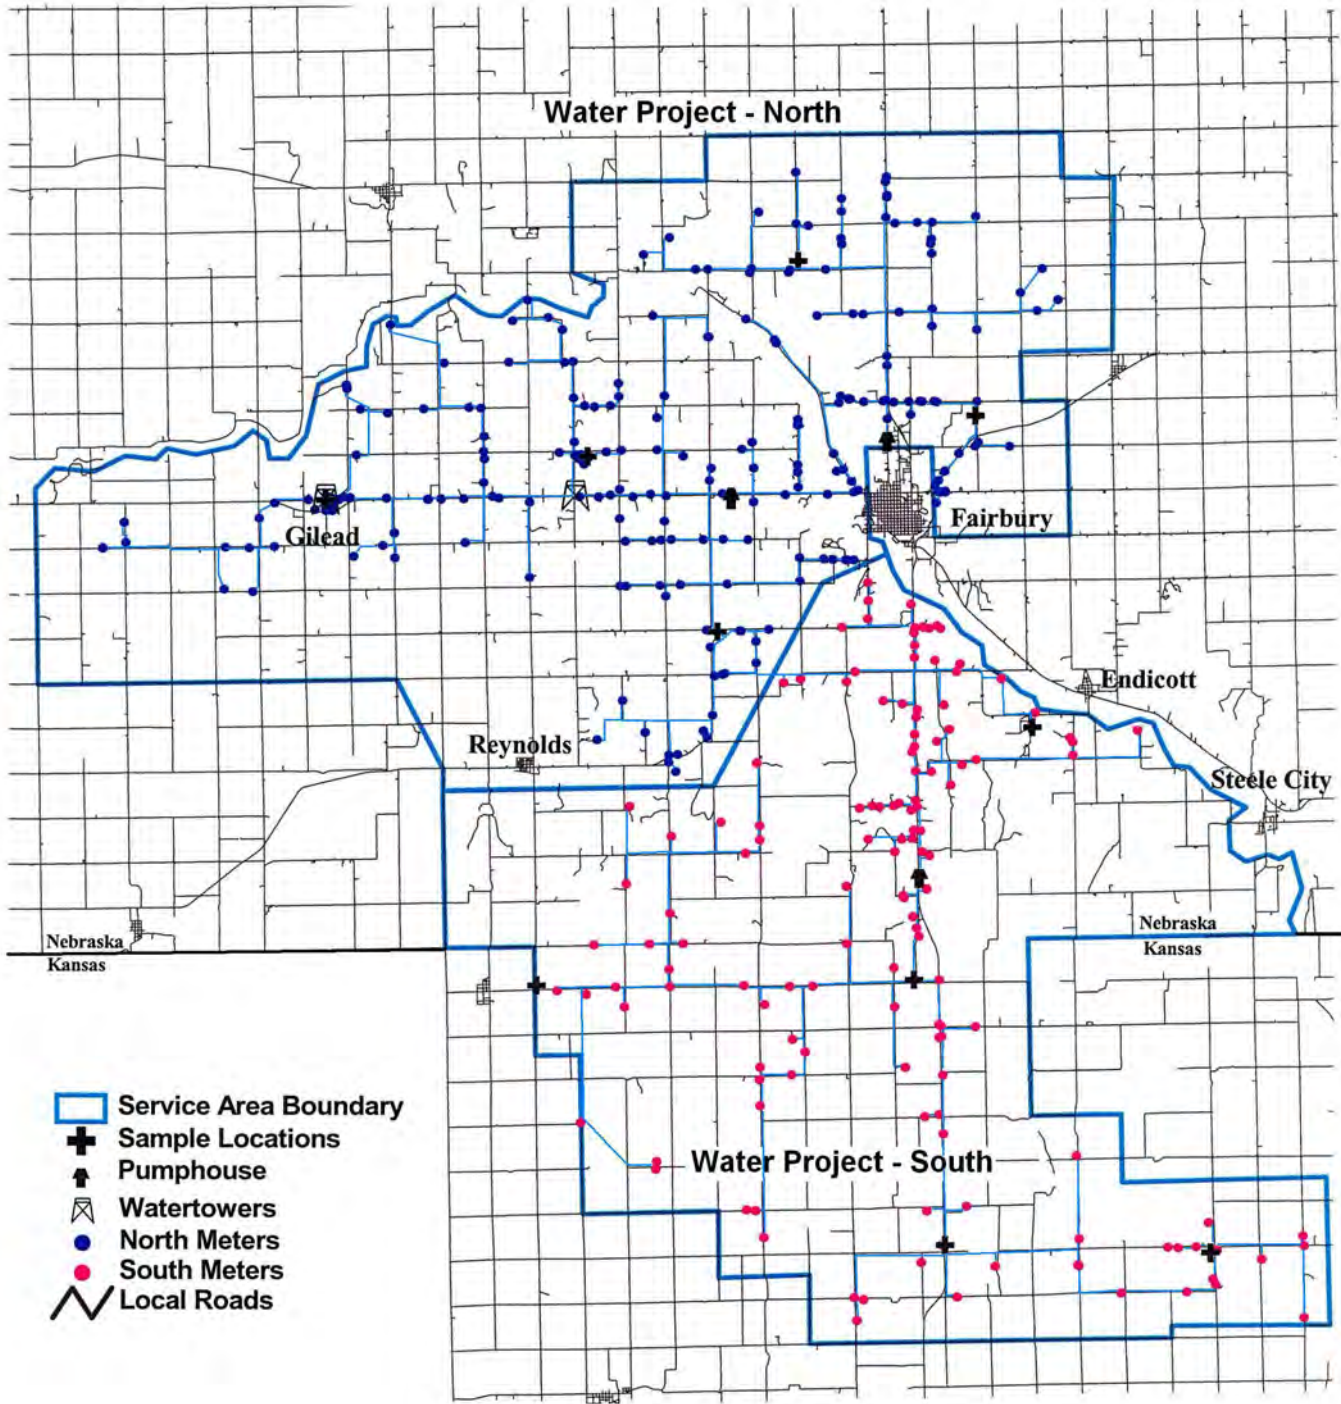 Water Project - North
Fairbury
Gilead
Endicott
Reynolds
Steele City
Nebraska
Kansas
Nebraska
Kansas
Service Area Boundary
Sample Locations
Pumphouse
Watertowers
North Meters
South Meters
Local Roads
Water Project - South